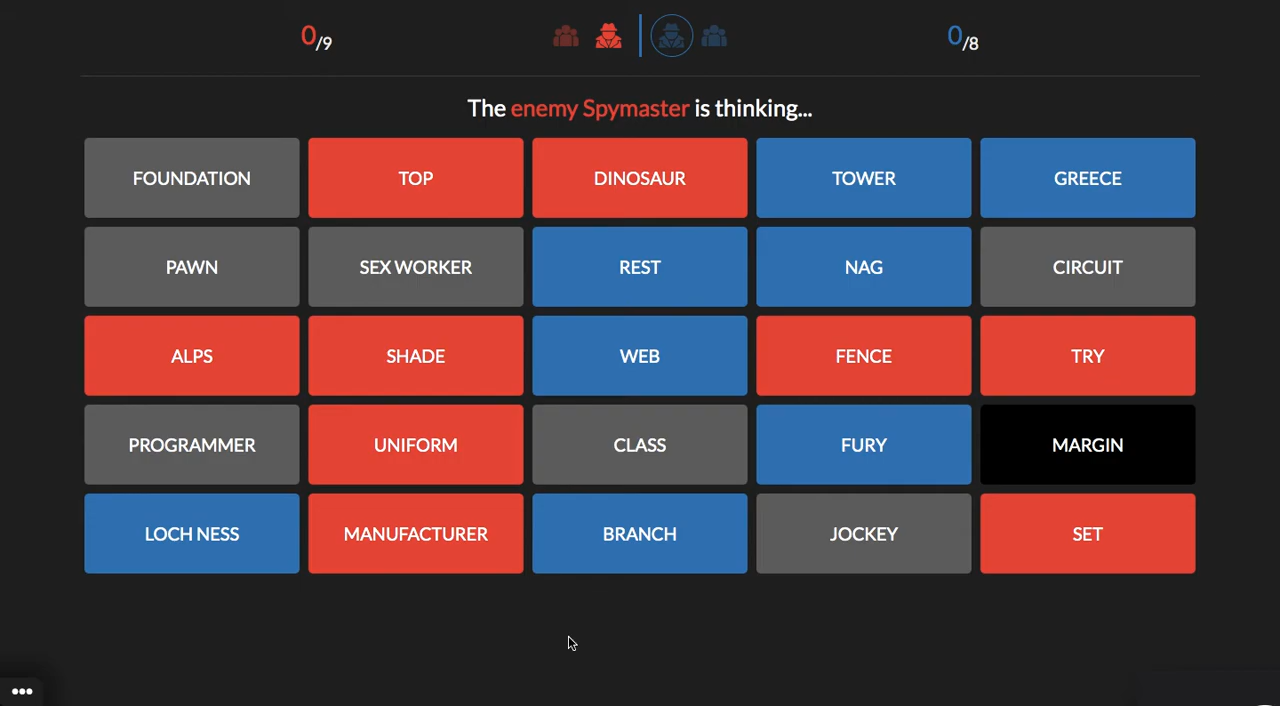 0/9
0/8
The enemy Spymaster is thinking...
FOUNDATION
TOP
DINOSAUR
TOWER
GREECE
PAWN
SEX WORKER
REST
NAG
CIRCUIT
ALPS
SHADE
WEB
FENCE
TRY
PROGRAMMER
UNIFORM
CLASS
FURY
MARGIN
LOCH NESS
MANUFACTURER
BRANCH
JOCKEY
SET